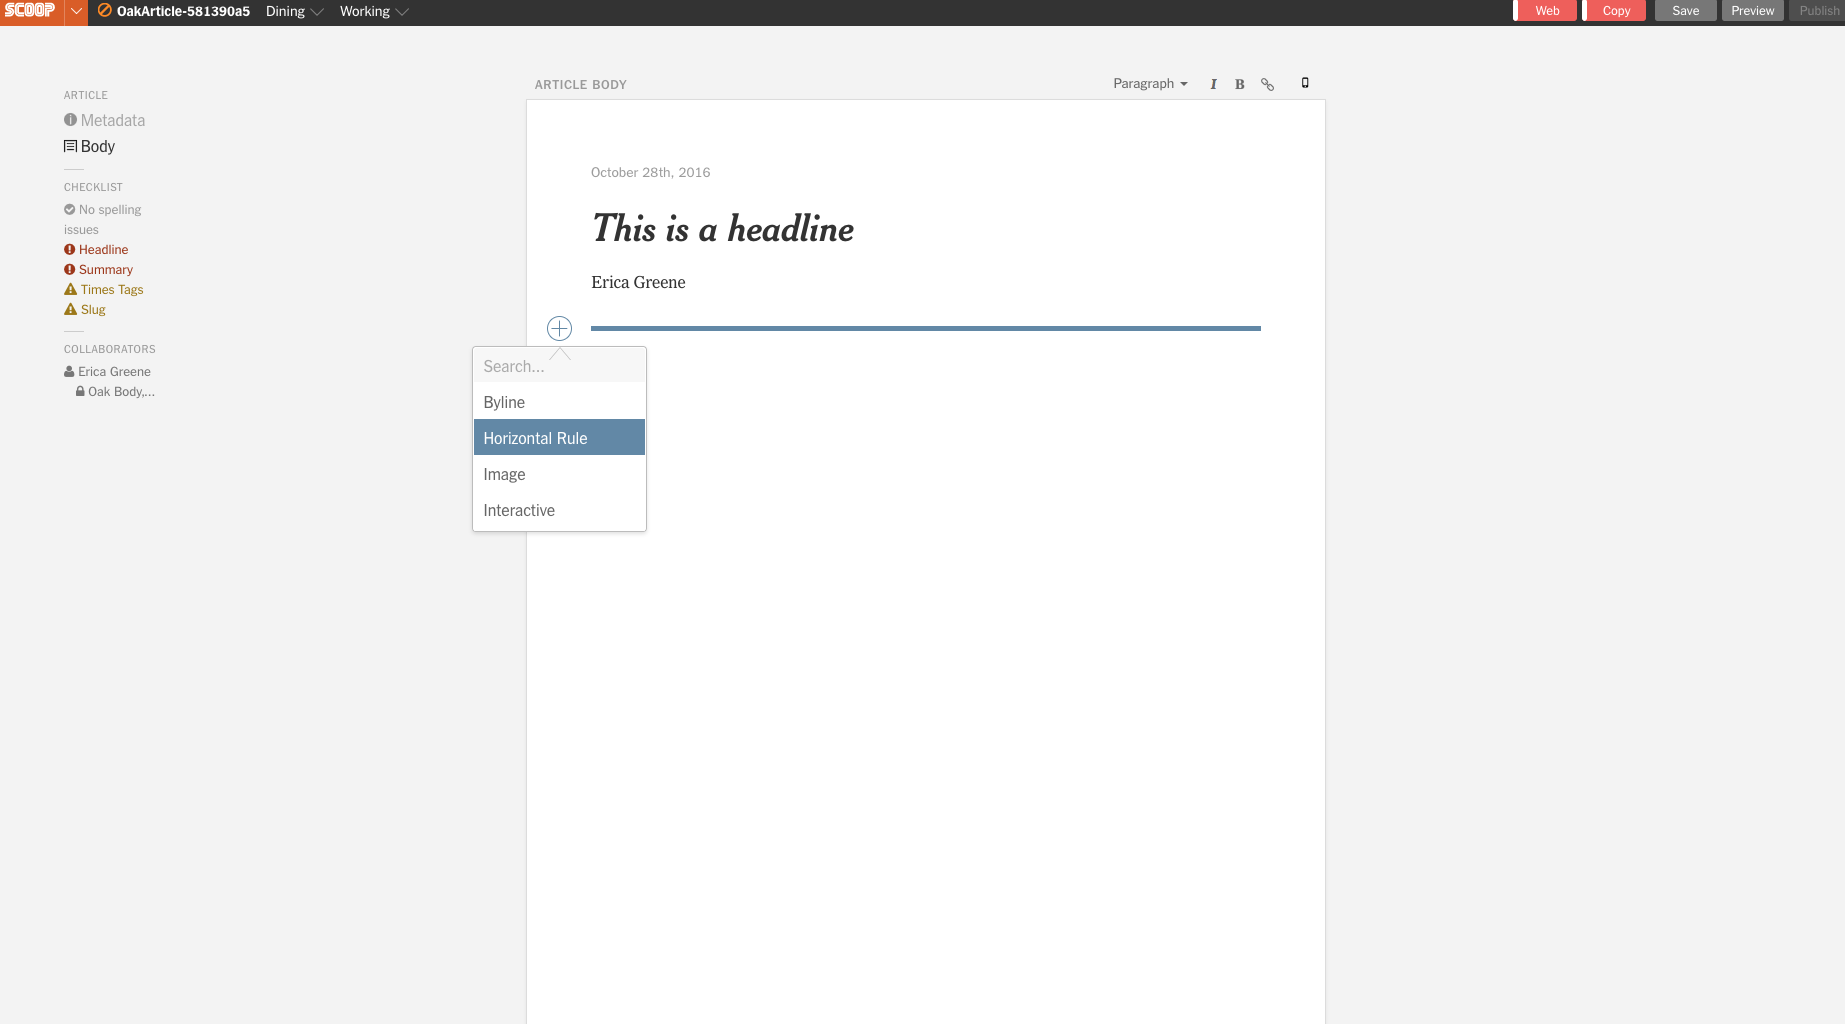 SCOOP OakArticle-581390a5 Dining Working Web Copy Save Preview Publish
ARTICLE
Metadata
Body
CHECKLIST
No spelling
issues
Headline
Summary
Times Tags
Slug
COLLABORATORS
Erica Greene
Oak Body,...
ARTICLE BODY Paragraph I B
October 28th, 2016
This is a headline
Erica Greene
Search...
Byline
Horizontal Rule
Image
Interactive